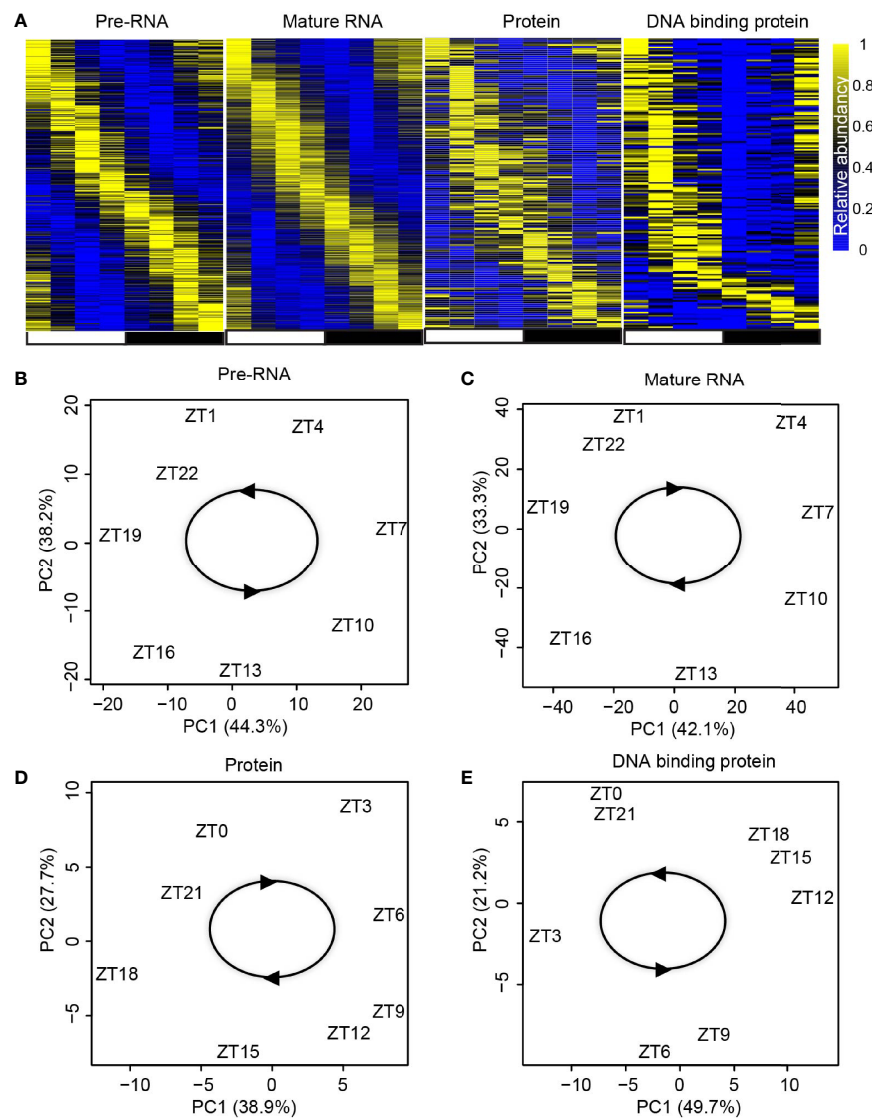 A
Pre-RNA
Mature RNA
Protein
DNA binding protein
1
0.8
0.6
0.4
0.2
0
Relative abundancy
B
Pre-RNA
20
10
0
−10
−20
PC2 (38.2%)
ZT1
ZT4
ZT22
ZT19
ZT7
ZT10
ZT16
ZT13
−20 −10 0 10 20
PC1 (44.3%)
C
Mature RNA
40
20
0
−20
−40
PC2 (33.3%)
ZT1
ZT4
ZT22
ZT19
ZT7
ZT10
ZT16
ZT13
−40 −20 0 20 40
PC1 (42.1%)
D
Protein
10
5
0
−5
PC2 (27.7%)
ZT3
ZT0
ZT21
ZT6
ZT18
ZT9
ZT12
ZT15
−10 −5 0 5
PC1 (38.9%)
E
DNA binding protein
5
0
−5
PC2 (21.2%)
ZT0
ZT21
ZT18
ZT15
ZT12
ZT3
ZT9
ZT6
−10 −5 0 5 10
PC1 (49.7%)